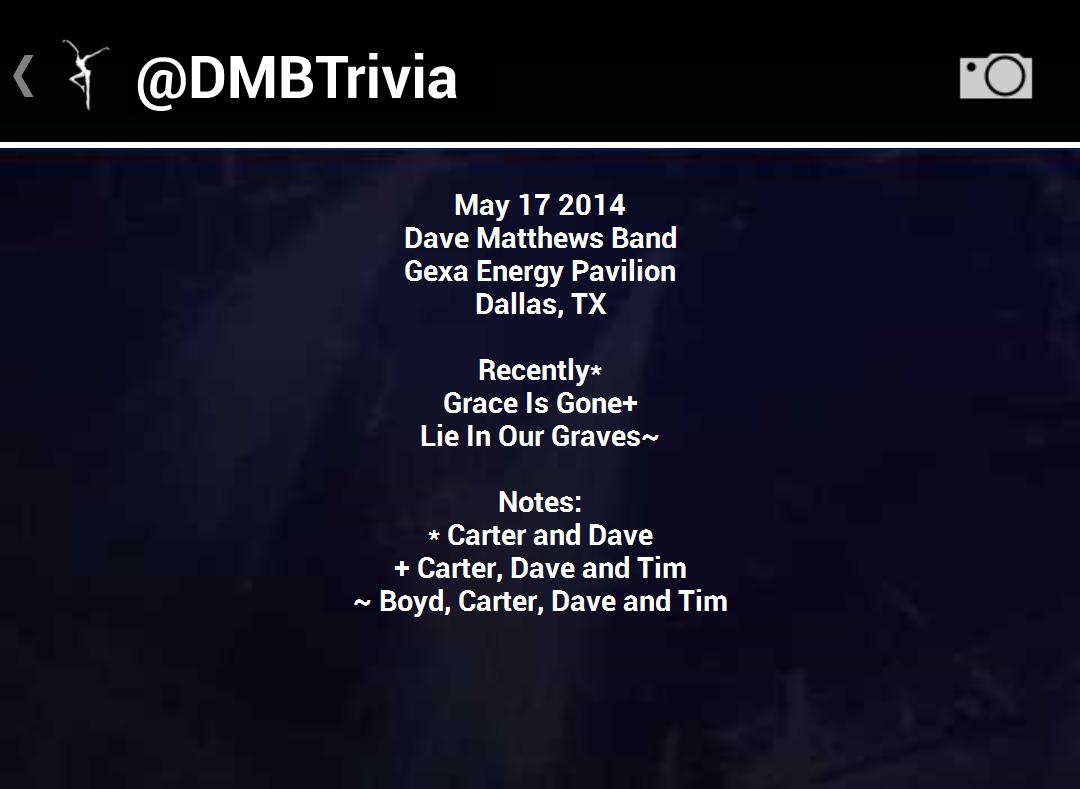 @DMBTrivia
May 17 2014
Dave Matthews Band
Gexa Energy Pavilion
Dallas, TX
Recently*
Grace Is Gone+
Lie In Our Graves~
Notes:
* Carter and Dave
+ Carter, Dave and Tim
~ Boyd, Carter, Dave and Tim